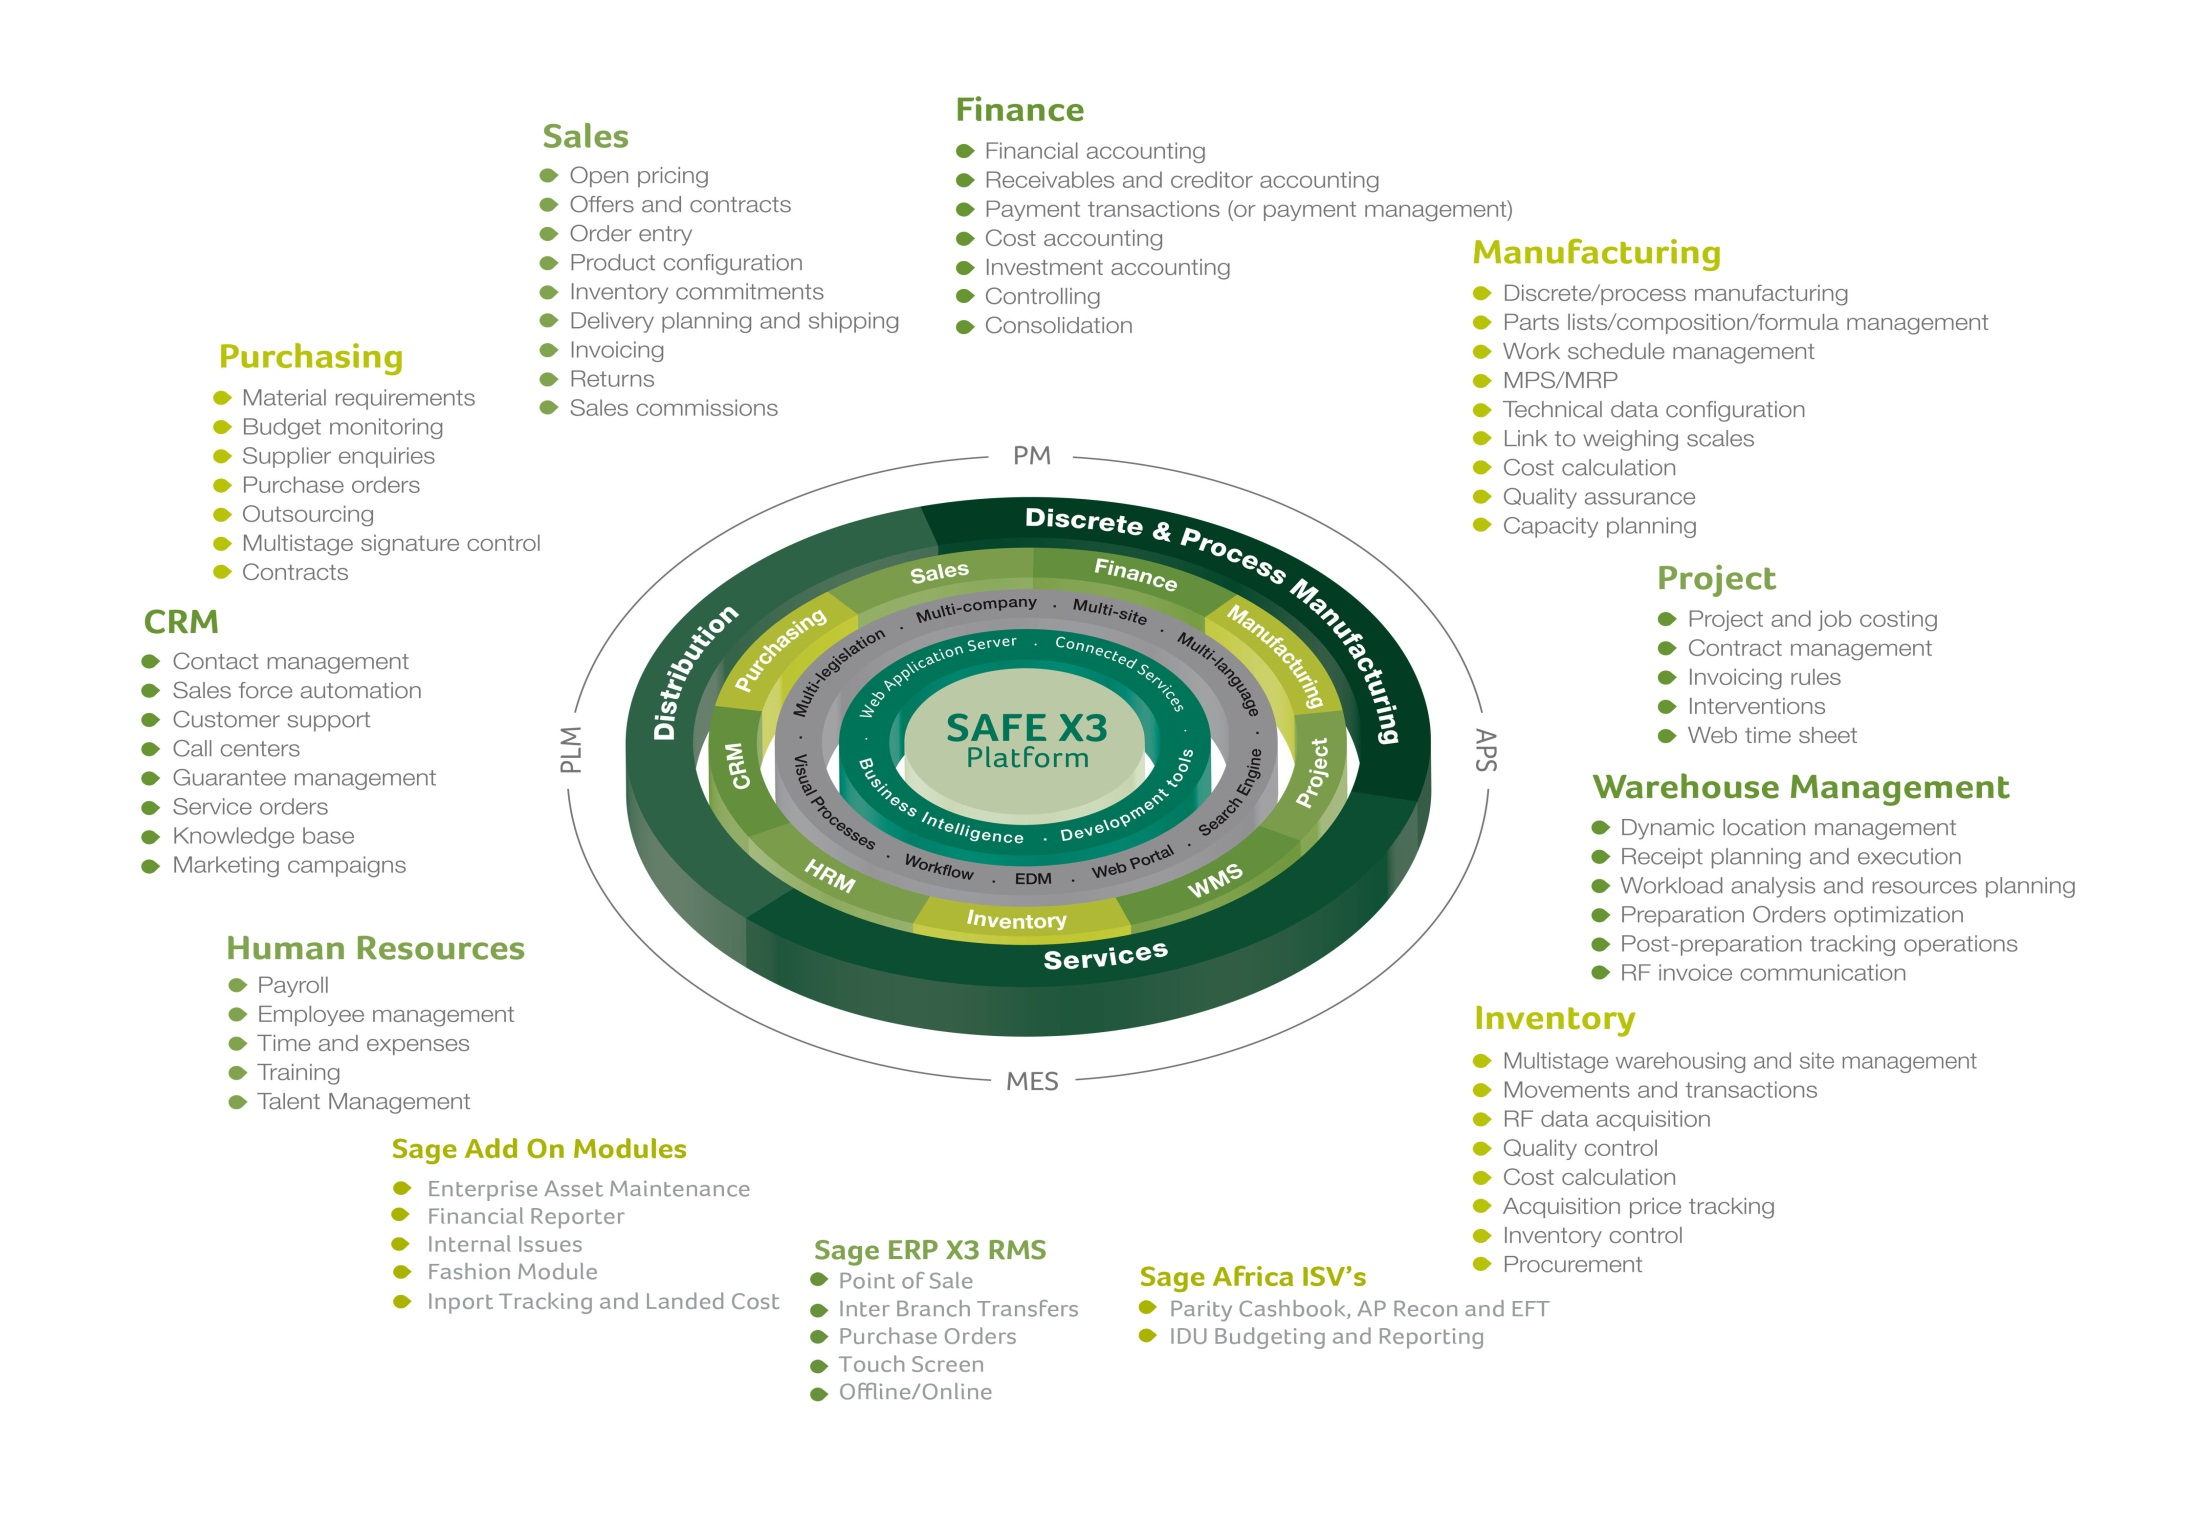 Finance
Financial accounting
Receivables and creditor accounting
Payment transactions (or payment management)
Cost accounting
Investment accounting
Controlling
Consolidation
Sales
Open pricing
Offers and contracts
Order entry
Product configuration
Inventory commitments
Delivery planning and shipping
Invoicing
Returns
Sales commissions
Manufacturing
Discrete/process manufacturing
Parts lists/composition/formula management
Work schedule management
MPS/MRP
Technical data configuration
Link to weighing scales
Cost calculation
Quality assurance
Capacity planning
Purchasing
Material requirements
Budget monitoring
Supplier enquiries
Purchase orders
Outsourcing
Multistage signature control
Contracts
CRM
Contact management
Sales force automation
Customer support
Call centers
Guarantee management
Service orders
Knowledge base
Marketing campaigns
PM
APS
MES
PLM
Discrete & Process Manufacturing
Services
Distribution
Sales
Finance
Manufacturing
Project
WMS
Inventory
HRM
CRM
Purchasing
Multi-legislation · Multi-company · Multi-site · Multi-language ·
Visual Processes · Workflow · EDM · Web Portal · Search Engine
Web Application Server · Connected Services ·
Business Intelligence · Development tools
SAFE X3
Platform
Project
Project and job costing
Contract management
Invoicing rules
Interventions
Web time sheet
Warehouse Management
Dynamic location management
Receipt planning and execution
Workload analysis and resources planning
Preparation Orders optimization
Post-preparation tracking operations
RF invoice communication
Human Resources
Payroll
Employee management
Time and expenses
Training
Talent Management
Inventory
Multistage warehousing and site management
Movements and transactions
RF data acquisition
Quality control
Cost calculation
Acquisition price tracking
Inventory control
Procurement
Sage Add On Modules
Enterprise Asset Maintenance
Financial Reporter
Internal Issues
Fashion Module
Inport Tracking and Landed Cost
Sage ERP X3 RMS
Point of Sale
Inter Branch Transfers
Purchase Orders
Touch Screen
Offline/Online
Sage Africa ISV’s
Parity Cashbook, AP Recon and EFT
IDU Budgeting and Reporting